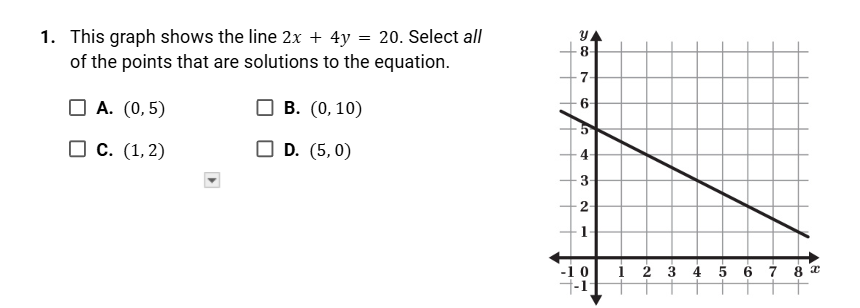 1. This graph shows the line 2x + 4y = 20. Select all
of the points that are solutions to the equation.
A. (0, 5) B. (0, 10)
C. (1, 2) D. (5, 0)
y
8
7
6
5
4
3
2
1
-1 0 1 2 3 4 5 6 7 8 x
-1